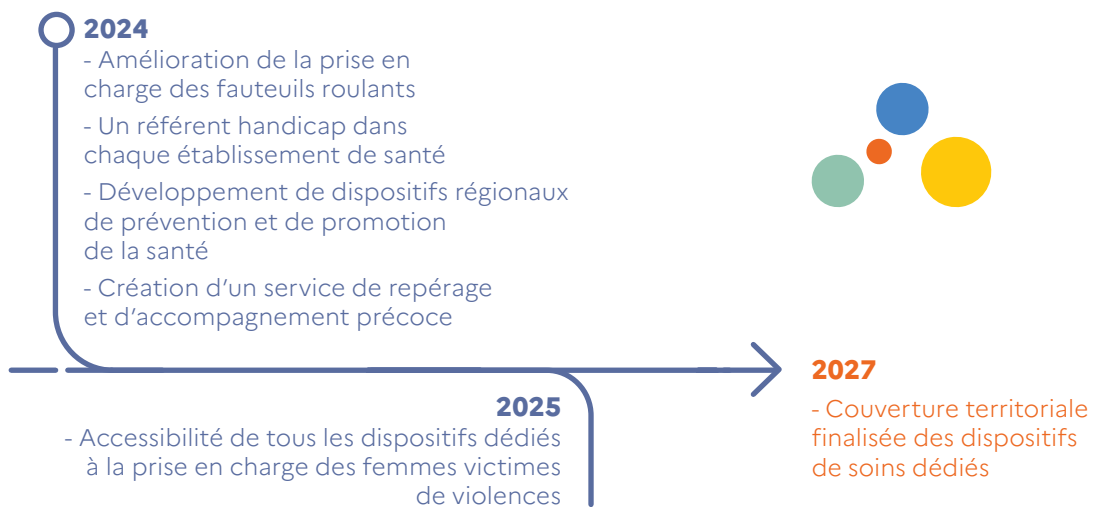 2024
- Amélioration de la prise en
charge des fauteuils roulants
- Un référent handicap dans
chaque établissement de santé
- Développement de dispositifs régionaux
de prévention et de promotion
de la santé
- Création d’un service de repérage
et d’accompagnement précoce
2025
- Accessibilité de tous les dispositifs dédiés
à la prise en charge des femmes victimes
de violences
2027
- Couverture territoriale
finalisée des dispositifs
de soins dédiés